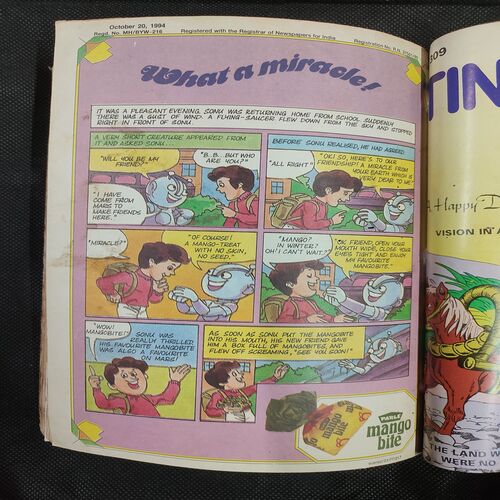 October 20, 1994
Regd. No. MH/BYW-216
Registered with the Registrar of Newspapers for India
Registration No. R.N.
What a miracle!
IT WAS A PLEASANT EVENING. SONU WAS RETURNING HOME FROM SCHOOL. SUDDENLY
THERE WAS A GUST OF WIND. A FLYING-SAUCER FLEW DOWN FROM THE SKY AND STOPPED
RIGHT IN FRONT OF SONU.
A VERY SHORT CREATURE APPEARED FROM
IT AND ASKED SONU...
"WILL YOU BE MY
FRIEND?"
"B..B...BUT WHO
ARE YOU?"
"I HAVE
COME FROM
MARS TO
MAKE FRIENDS
HERE."
BEFORE SONU REALISED, HE HAD AGREED
"ALL RIGHT"
"OK! SO, HERE'S TO OUR
FRIENDSHIP! A MIRACLE FROM
YOUR EARTH WHICH IS
VERY DEAR TO ME"
"MIRACLE?"
"OF COURSE!
A MANGO-TREAT
WITH NO SKIN,
NO SEED."
"MANGO?
IN WINTER?
OH! I CAN'T WAIT."
"OK FRIEND, OPEN YOUR
MOUTH WIDE, CLOSE YOUR
EYES TIGHT AND ENJOY
MY FAVOURITE
MANGOBITE."
"WOW!
MANGOBITE!"
SONU WAS
REALLY THRILLED
HIS FAVOURITE MANGOBITE
WAS ALSO A FAVOURITE
ON MARS!
AS SOON AS SONU PUT THE MANGOBITE
INTO HIS MOUTH, HIS NEW FRIEND GAVE
HIM A BOX FULL OF MANGOBITES, AND
FLEW OFF SCREAMING, "SEE YOU SOON!"
mango
bite
PARLE
mango
bite
309
TIN
A Happy D
VISION IN A
THE LAND W
WERE NO